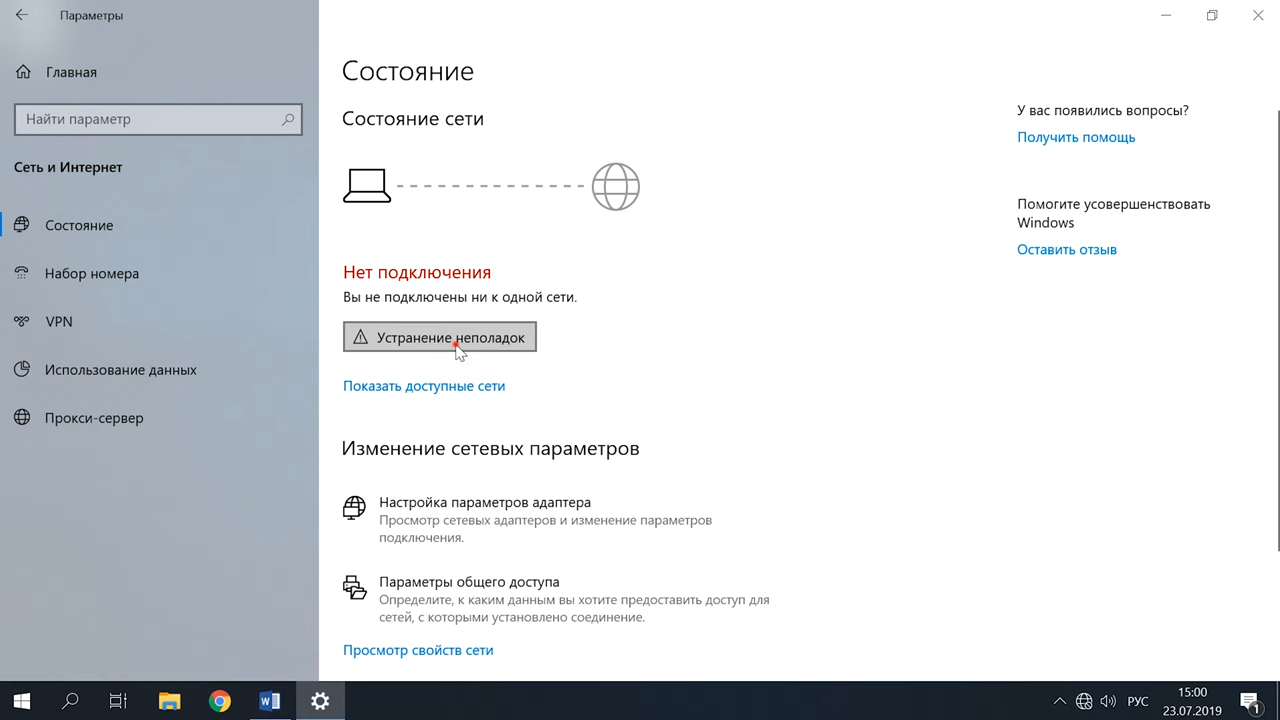 Параметры
Главная
Найти параметр
Сеть и Интернет
Состояние
Набор номера
VPN
Использование данных
Прокси-сервер
Состояние
Состояние сети
Нет подключения
Вы не подключены ни к одной сети.
Устранение неполадок
Показать доступные сети
Изменение сетевых параметров
Настройка параметров адаптера
Просмотр сетевых адаптеров и изменение параметров
подключения.
Параметры общего доступа
Определите, к каким данным вы хотите предоставить доступ для
сетей, с которыми установлено соединение.
Просмотр свойств сети
У вас появились вопросы?
Получить помощь
Помогите усовершенствовать
Windows
Оставить отзыв
РУС
15:00
23.07.2019
1